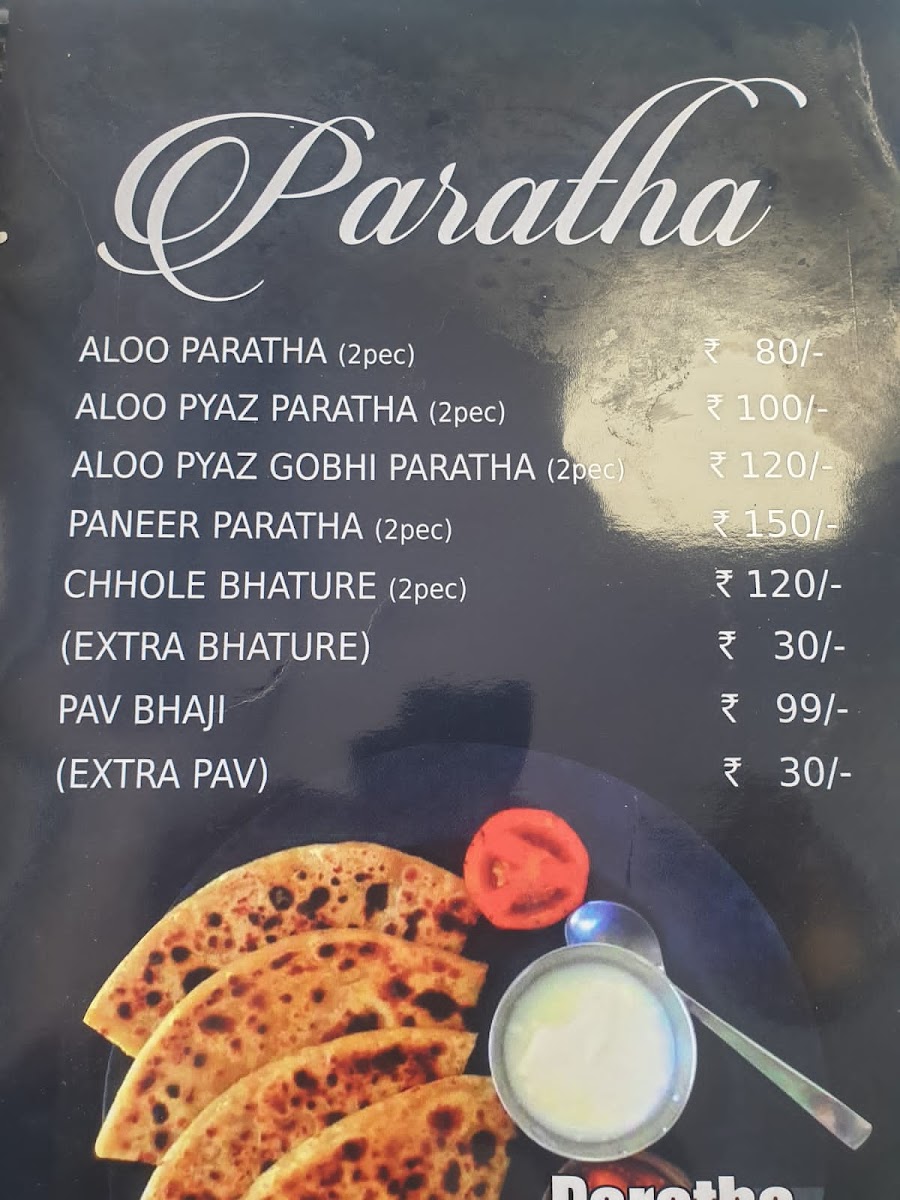 Paratha
ALOO PARATHA (2pec) ₹ 80/-
ALOO PYAZ PARATHA (2pec) ₹ 100/-
ALOO PYAZ GOBHI PARATHA (2pec) ₹ 120/-
PANEER PARATHA (2pec) ₹ 150/-
CHHOLE BHATURE (2pec) ₹ 120/-
(EXTRA BHATURE) ₹ 30/-
PAV BHAJI ₹ 99/-
(EXTRA PAV) ₹ 30/-
Paratha